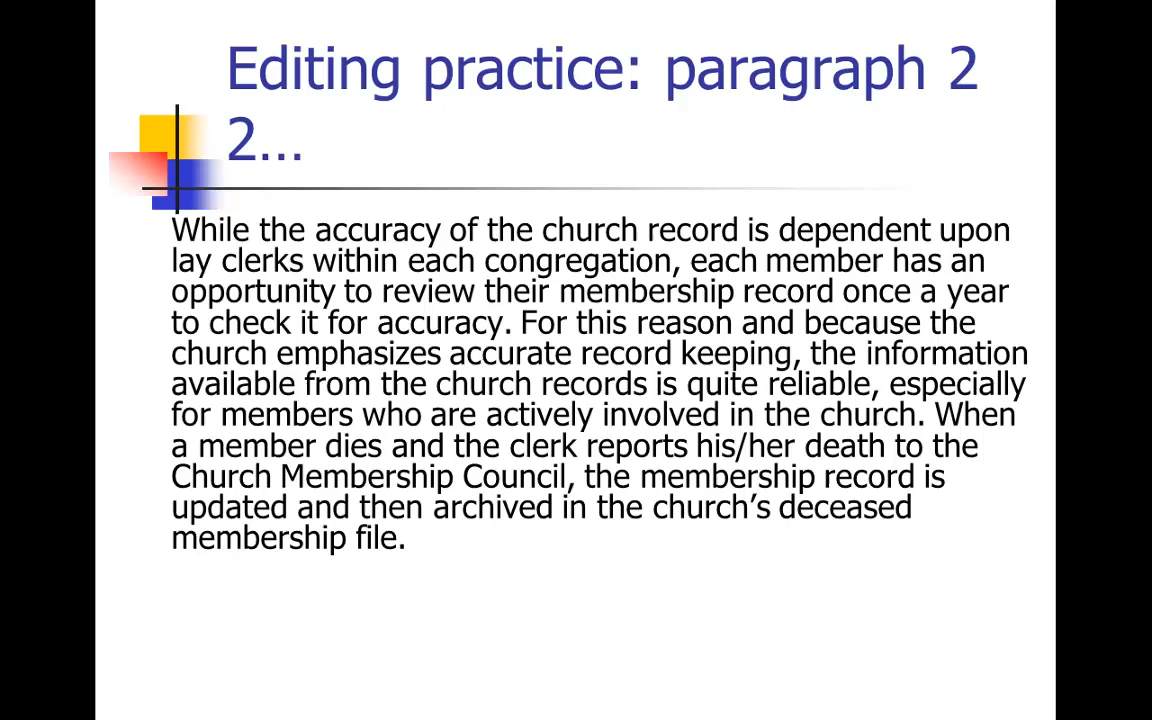 Editing practice: paragraph 2
2...
While the accuracy of the church record is dependent upon
lay clerks within each congregation, each member has an
opportunity to review their membership record once a year
to check it for accuracy. For this reason and because the
church emphasizes accurate record keeping, the information
available from the church records is quite reliable, especially
for members who are actively involved in the church. When
a member dies and the clerk reports his/her death to the
Church Membership Council, the membership record is
updated and then archived in the church’s deceased
membership file.